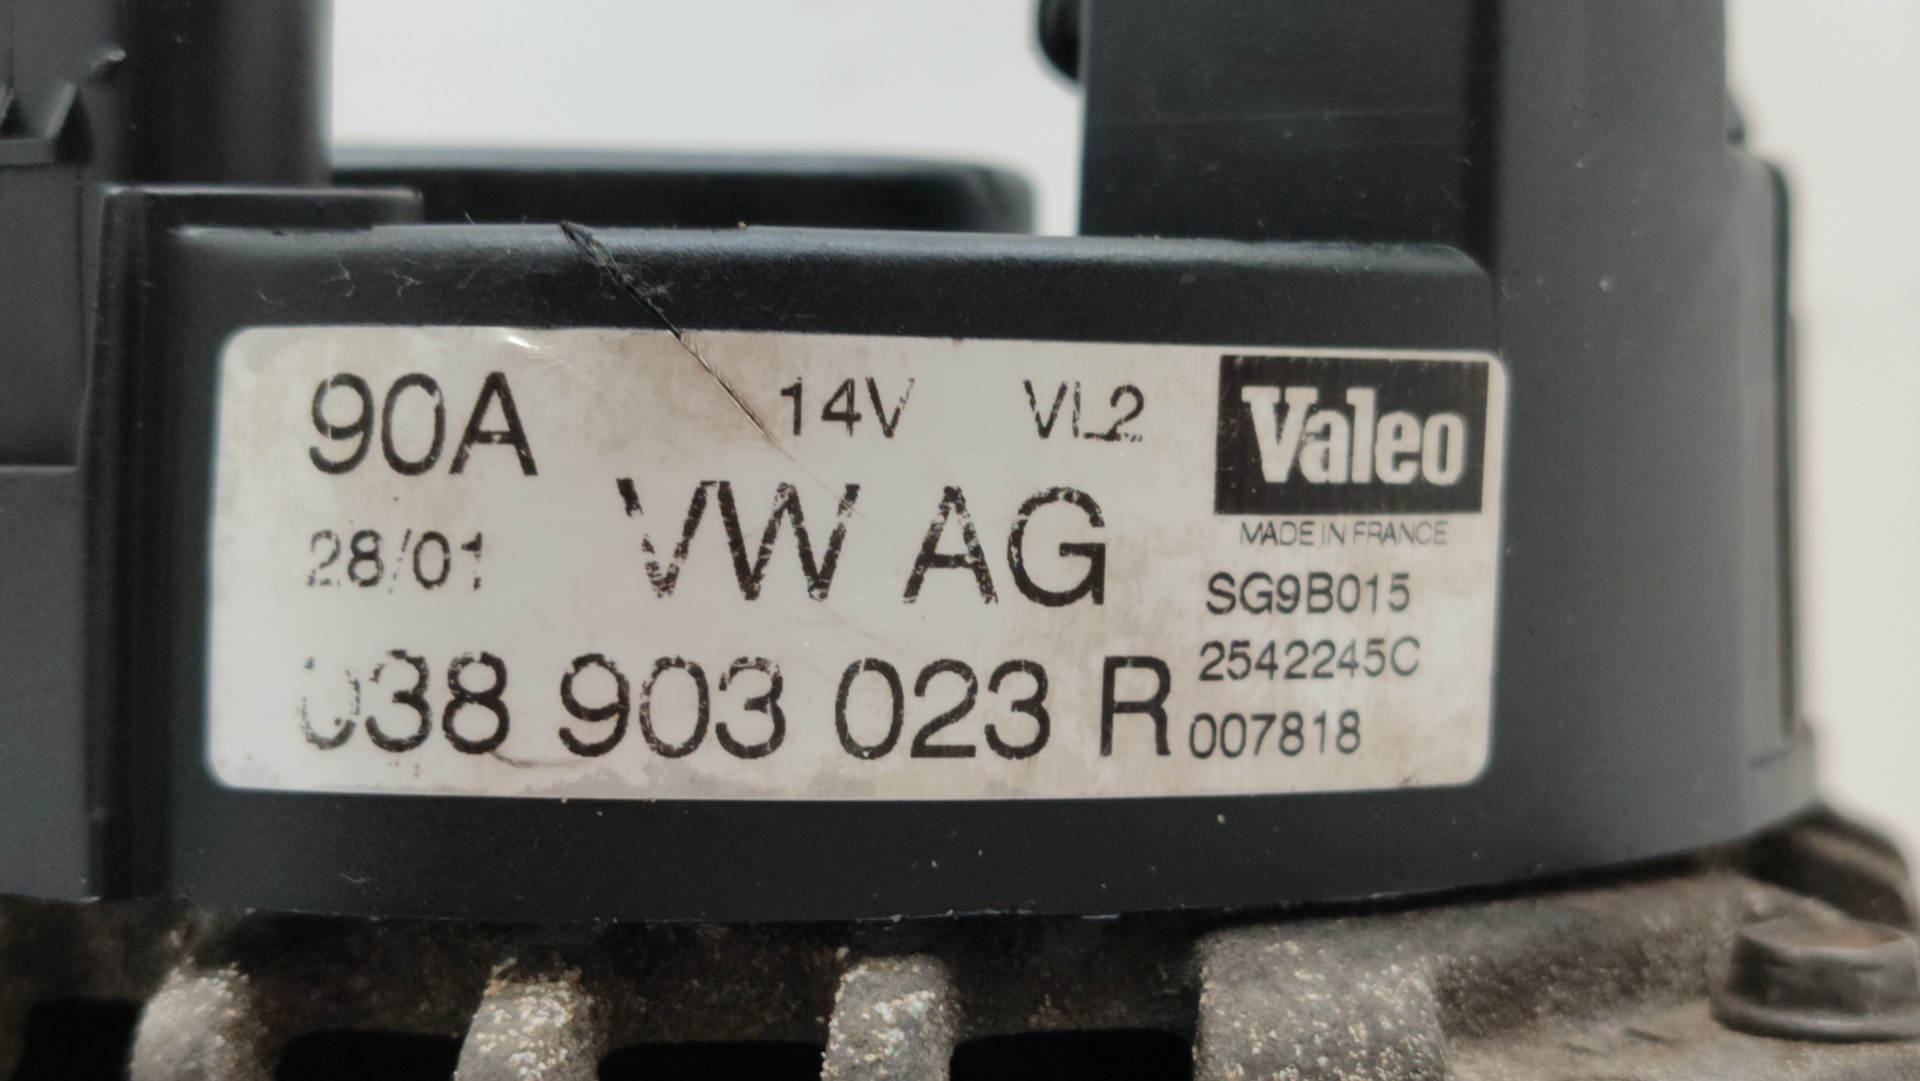 90A 14V VL2 Valeo
MADE IN FRANCE
28/01 VW AG
SG9B015
2542245C
038 903 023 R
007818